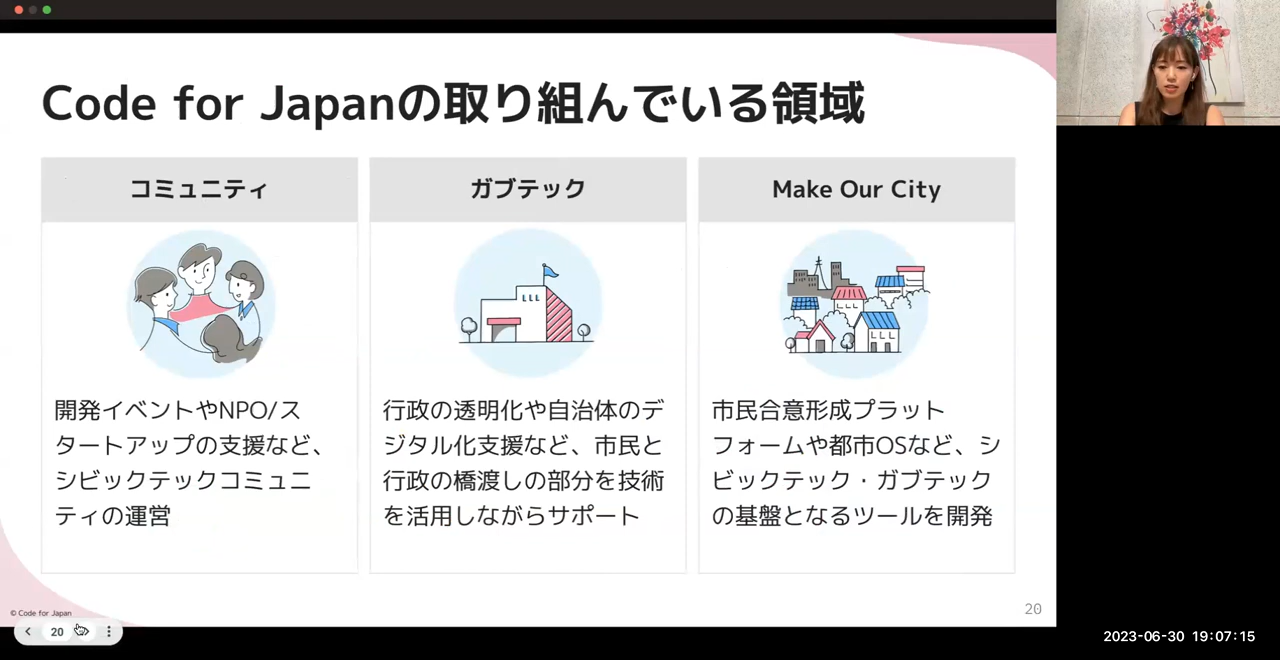 Code for Japanの取り組んでいる領域
コミュニティ
開発イベントやNPO/ス
タートアップの支援など、
シビックテックコミュニ
ティの運営
ガブテック
行政の透明化や自治体のデ
ジタル化支援など、市民と
行政の橋渡しの部分を技術
を活用しながらサポート
Make Our City
市民合意形成プラット
フォームや都市OSなど、シ
ビックテック・ガブテック
の基盤となるツールを開発
© Code for Japan
20
20
2023-06-30 19:07:15